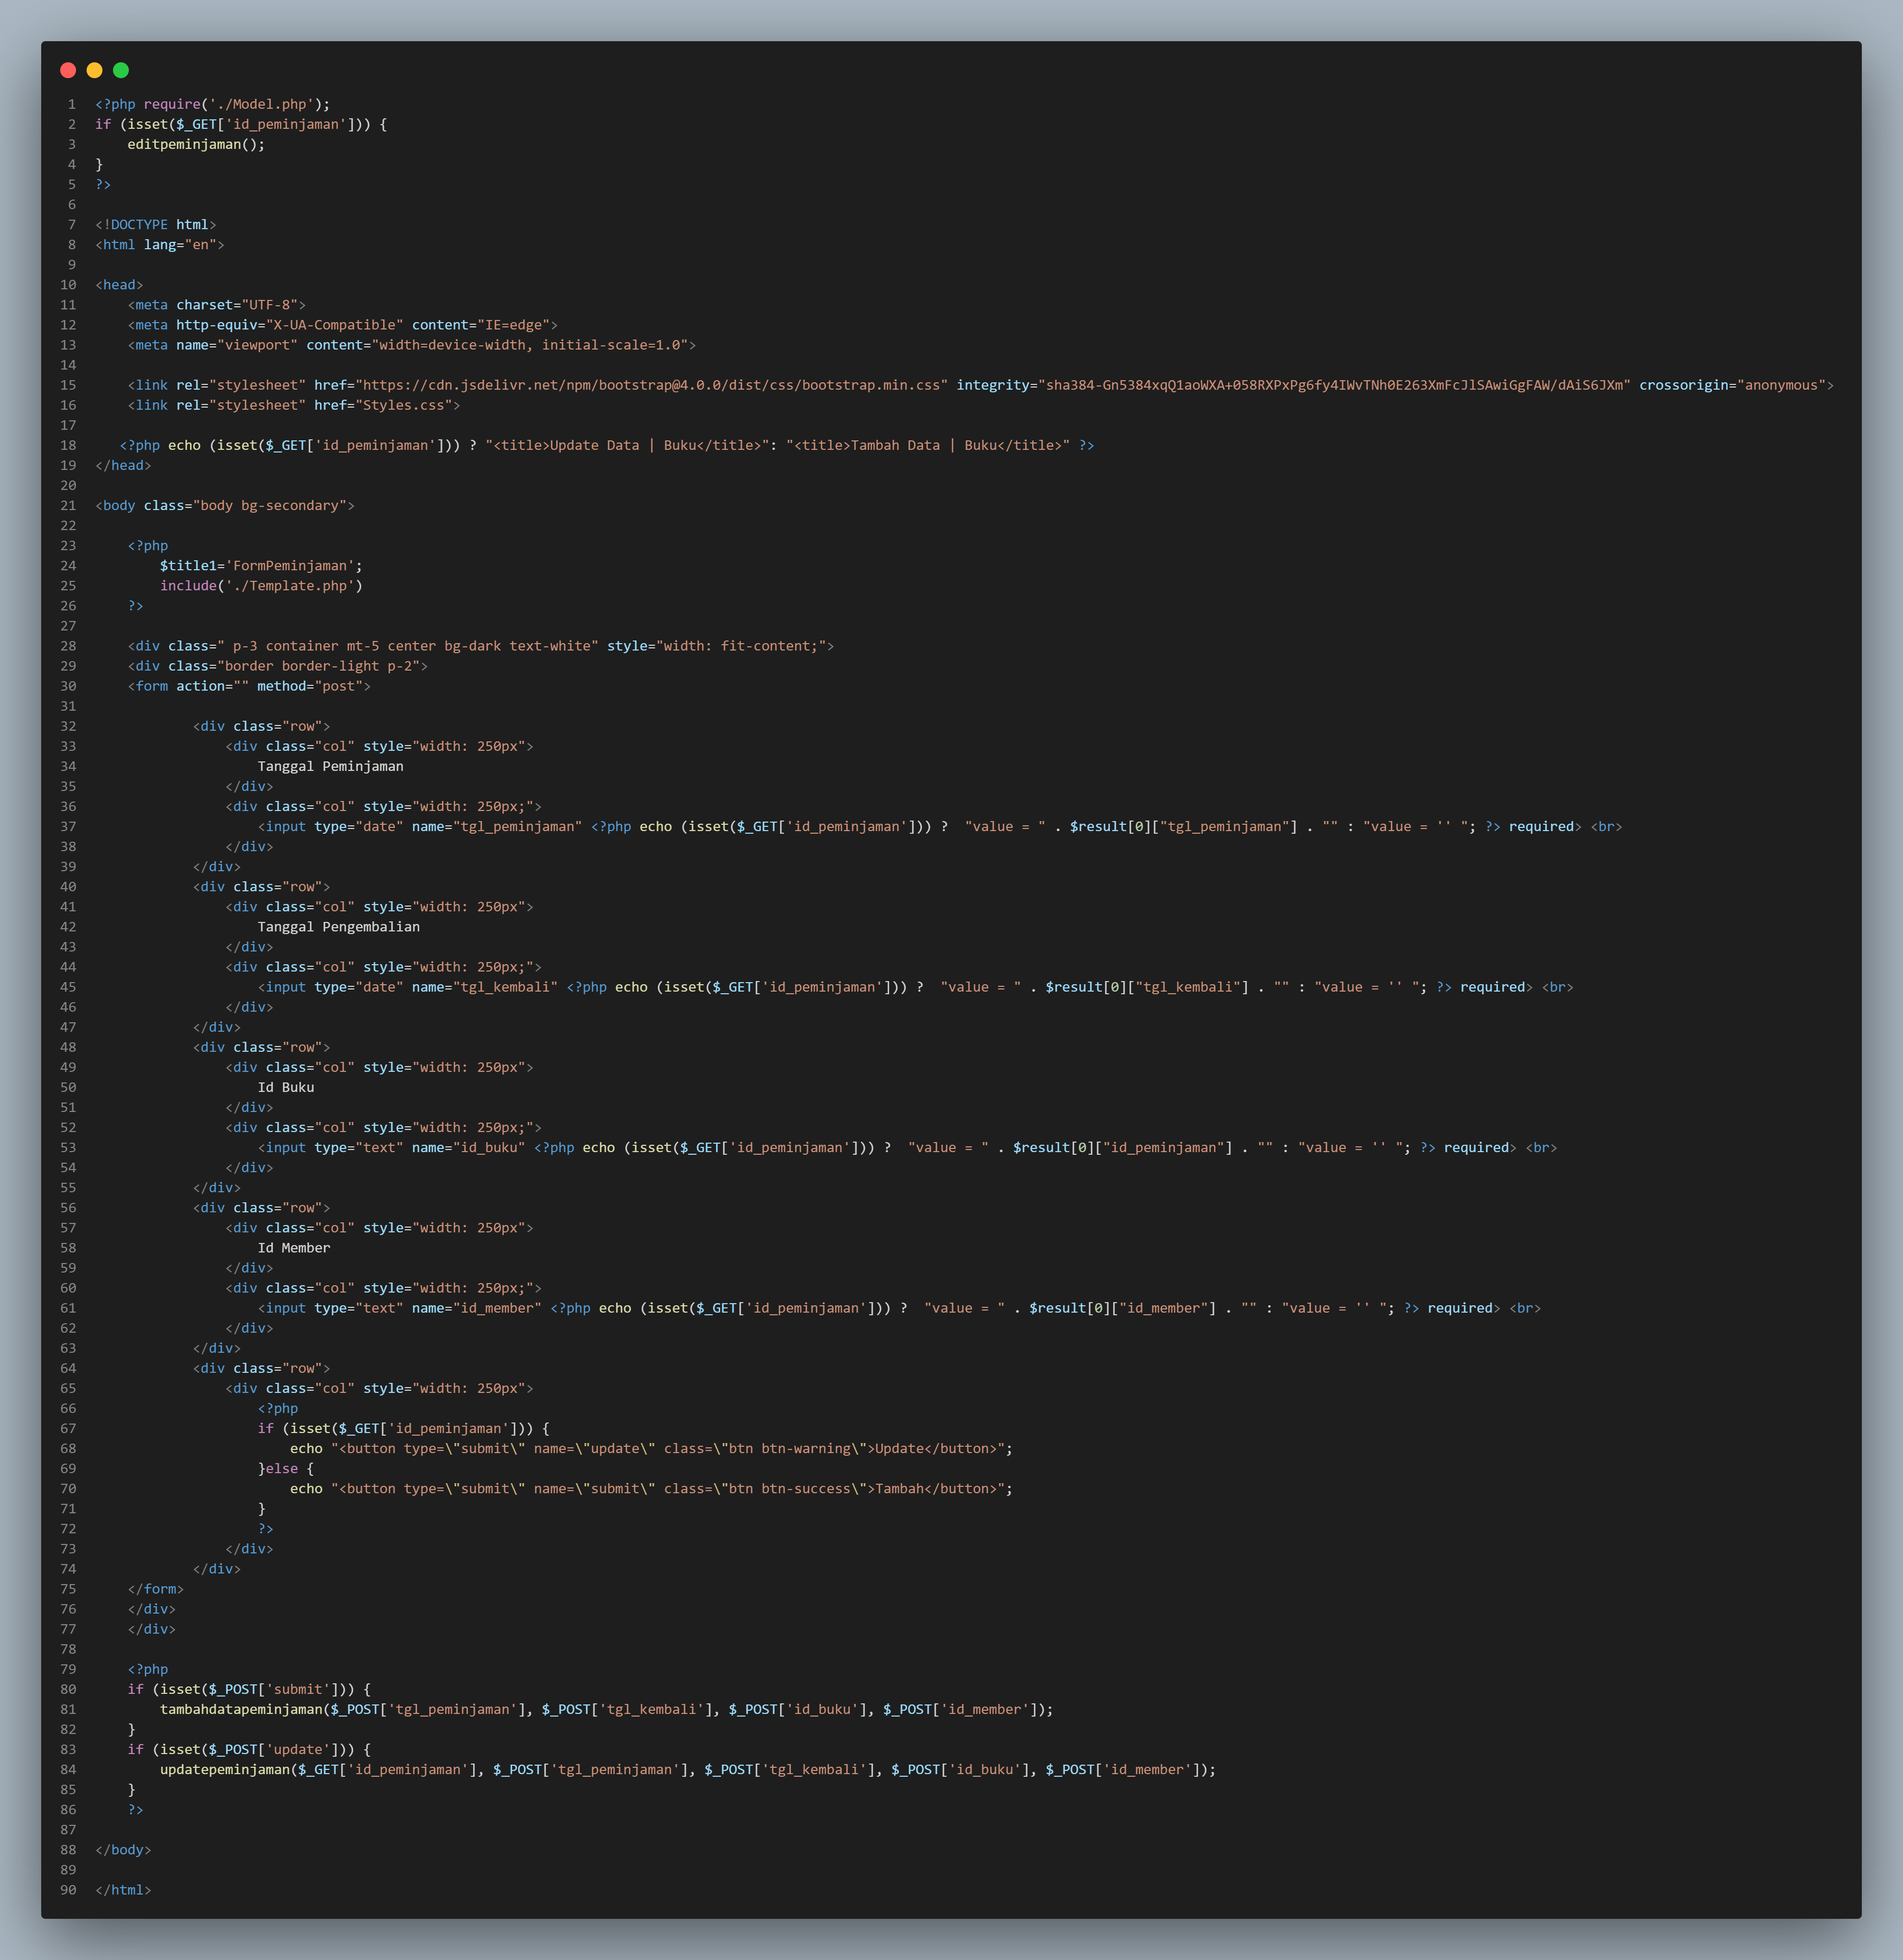 1 <?php require('./Model.php');
2 if (isset($_GET['id_peminjaman'])) {
3     editpeminjaman();
4 }
5 ?>
6
7 <!DOCTYPE html>
8 <html lang="en">
9
10 <head>
11     <meta charset="UTF-8">
12     <meta http-equiv="X-UA-Compatible" content="IE=edge">
13     <meta name="viewport" content="width=device-width, initial-scale=1.0">
14
15     <link rel="stylesheet" href="https://cdn.jsdelivr.net/npm/bootstrap@4.0.0/dist/css/bootstrap.min.css" integrity="sha384-Gn5384xqQ1aoWXA+058RXPxPg6fy4IWvTNh0E263XmFcJlSAwiGgFAW/dAiS6JXm" crossorigin="anonymous">
16     <link rel="stylesheet" href="Styles.css">
17
18    <?php echo (isset($_GET['id_peminjaman'])) ? "<title>Update Data | Buku</title>": "<title>Tambah Data | Buku</title>" ?>
19 </head>
20
21 <body class="body bg-secondary">
22
23     <?php
24         $title1='FormPeminjaman';
25         include('./Template.php')
26     ?>
27
28     <div class=" p-3 container mt-5 center bg-dark text-white" style="width: fit-content;">
29     <div class="border border-light p-2">
30     <form action="" method="post">
31
32             <div class="row">
33                 <div class="col" style="width: 250px">
34                     Tanggal Peminjaman
35                 </div>
36                 <div class="col" style="width: 250px;">
37                     <input type="date" name="tgl_peminjaman" <?php echo (isset($_GET['id_peminjaman'])) ?  "value = " . $result[0]["tgl_peminjaman"] . "" : "value = '' "; ?> required> <br>
38                 </div>
39             </div>
40             <div class="row">
41                 <div class="col" style="width: 250px">
42                     Tanggal Pengembalian
43                 </div>
44                 <div class="col" style="width: 250px;">
45                     <input type="date" name="tgl_kembali" <?php echo (isset($_GET['id_peminjaman'])) ?  "value = " . $result[0]["tgl_kembali"] . "" : "value = '' "; ?> required> <br>
46                 </div>
47             </div>
48             <div class="row">
49                 <div class="col" style="width: 250px">
50                     Id Buku
51                 </div>
52                 <div class="col" style="width: 250px;">
53                     <input type="text" name="id_buku" <?php echo (isset($_GET['id_peminjaman'])) ?  "value = " . $result[0]["id_peminjaman"] . "" : "value = '' "; ?> required> <br>
54                 </div>
55             </div>
56             <div class="row">
57                 <div class="col" style="width: 250px">
58                     Id Member
59                 </div>
60                 <div class="col" style="width: 250px;">
61                     <input type="text" name="id_member" <?php echo (isset($_GET['id_peminjaman'])) ?  "value = " . $result[0]["id_member"] . "" : "value = '' "; ?> required> <br>
62                 </div>
63             </div>
64             <div class="row">
65                 <div class="col" style="width: 250px">
66                     <?php
67                     if (isset($_GET['id_peminjaman'])) {
68                         echo "<button type=\"submit\" name=\"update\" class=\"btn btn-warning\">Update</button>";
69                     }else {
70                         echo "<button type=\"submit\" name=\"submit\" class=\"btn btn-success\">Tambah</button>";
71                     }
72                     ?>
73                 </div>
74             </div>
75     </form>
76     </div>
77     </div>
78
79     <?php
80     if (isset($_POST['submit'])) {
81         tambahdatapeminjaman($_POST['tgl_peminjaman'], $_POST['tgl_kembali'], $_POST['id_buku'], $_POST['id_member']);
82     }
83     if (isset($_POST['update'])) {
84         updatepeminjaman($_GET['id_peminjaman'], $_POST['tgl_peminjaman'], $_POST['tgl_kembali'], $_POST['id_buku'], $_POST['id_member']);
85     }
86     ?>
87
88 </body>
89
90 </html>